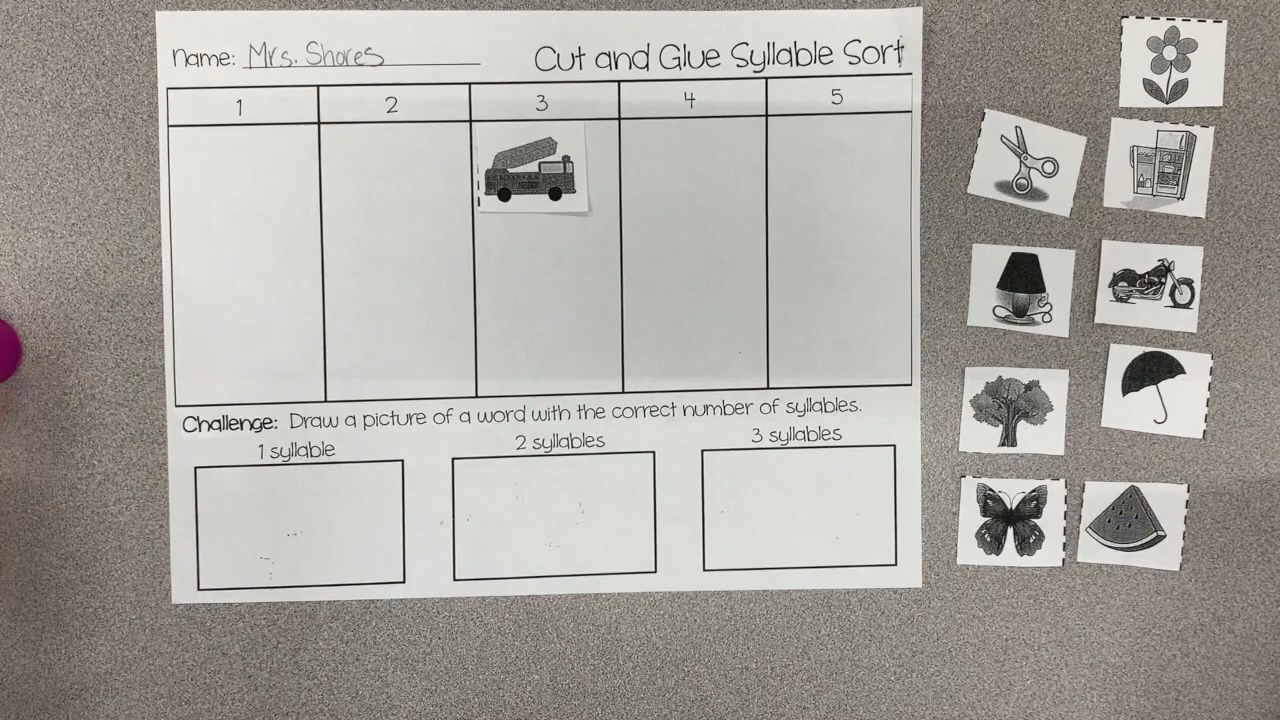 Name: Mrs. Shores
Cut and Glue Syllable Sort
1 2 3 4 5
Challenge: Draw a picture of a word with the correct number of syllables.
1 syllable 2 syllables 3 syllables